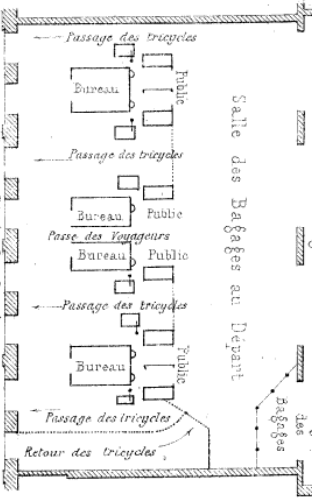 Passage des tricycles
Bureau
Public
Passage des tricycles
Bureau
Public
Passe des Voyageurs
Bureau
Public
Passage des tricycles
Bureau
Public
Passage des tricycles
Retour des tricycles
Salle des Bagages au Départ
des
Bagages